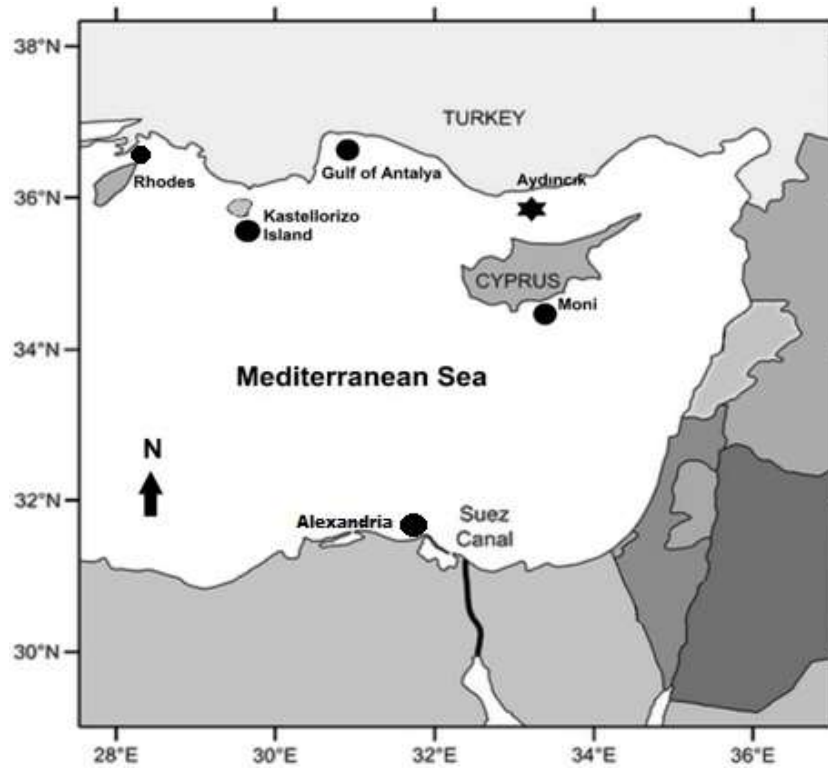 38°N
TURKEY
Gulf of Antalya
Aydıncık
Rhodes
36°N
Kastellorizo
Island
CYPRUS
Moni
34°N
Mediterranean Sea
N
32°N
Alexandria
Suez
Canal
30°N
28°E
30°E
32°E
34°E
36°E